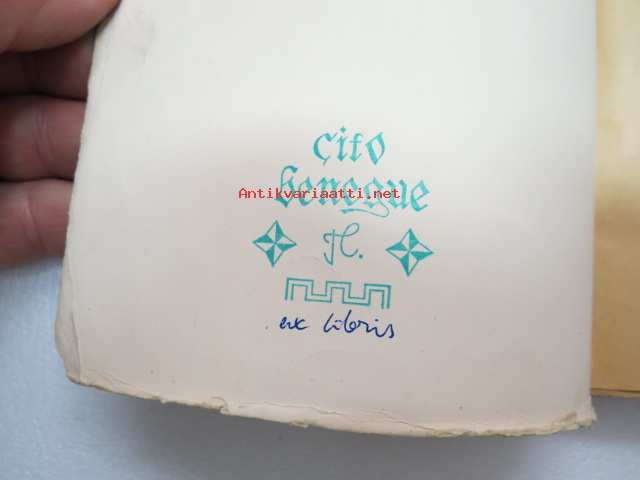 Cito
Antikvariaatti.net
beneque
H.
ex libris